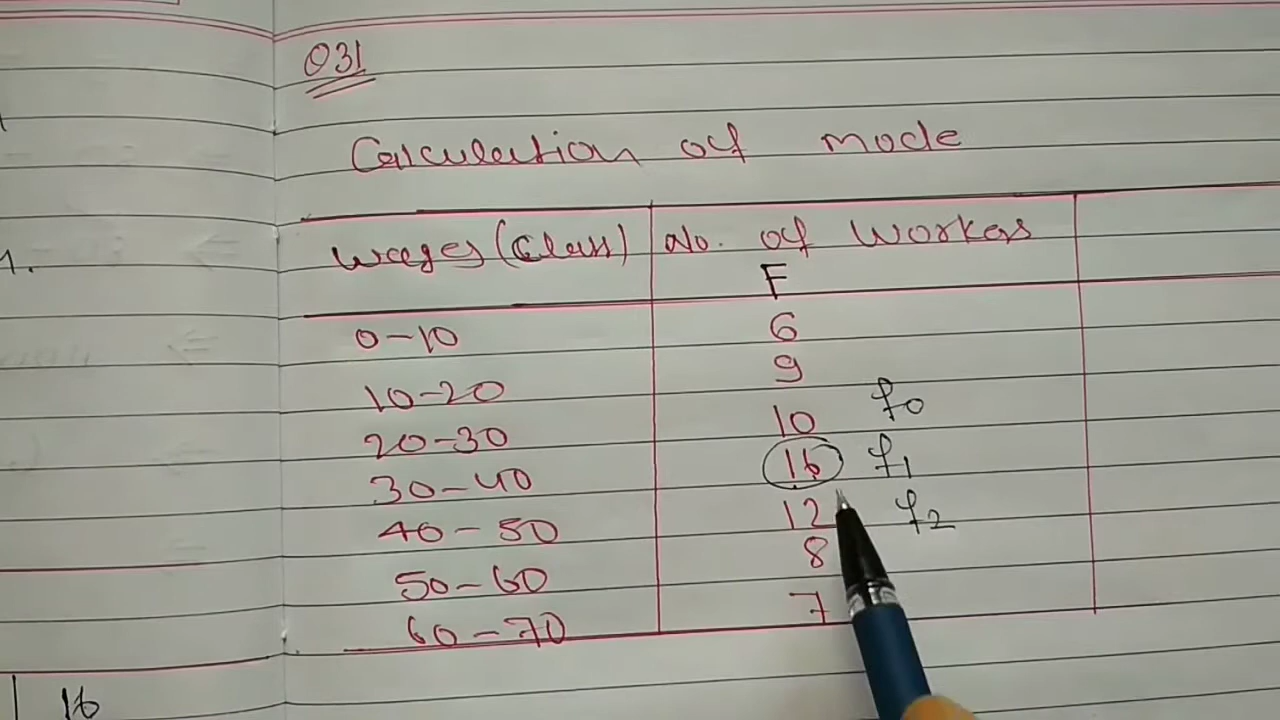 Q31
Calculation of mode
Wages (Class) No. of Workers
F
0-10 6
10-20 9
20-30 10 f0
30-40 16 f1
40-50 12 f2
50-60 8
60-70 7
1.
16